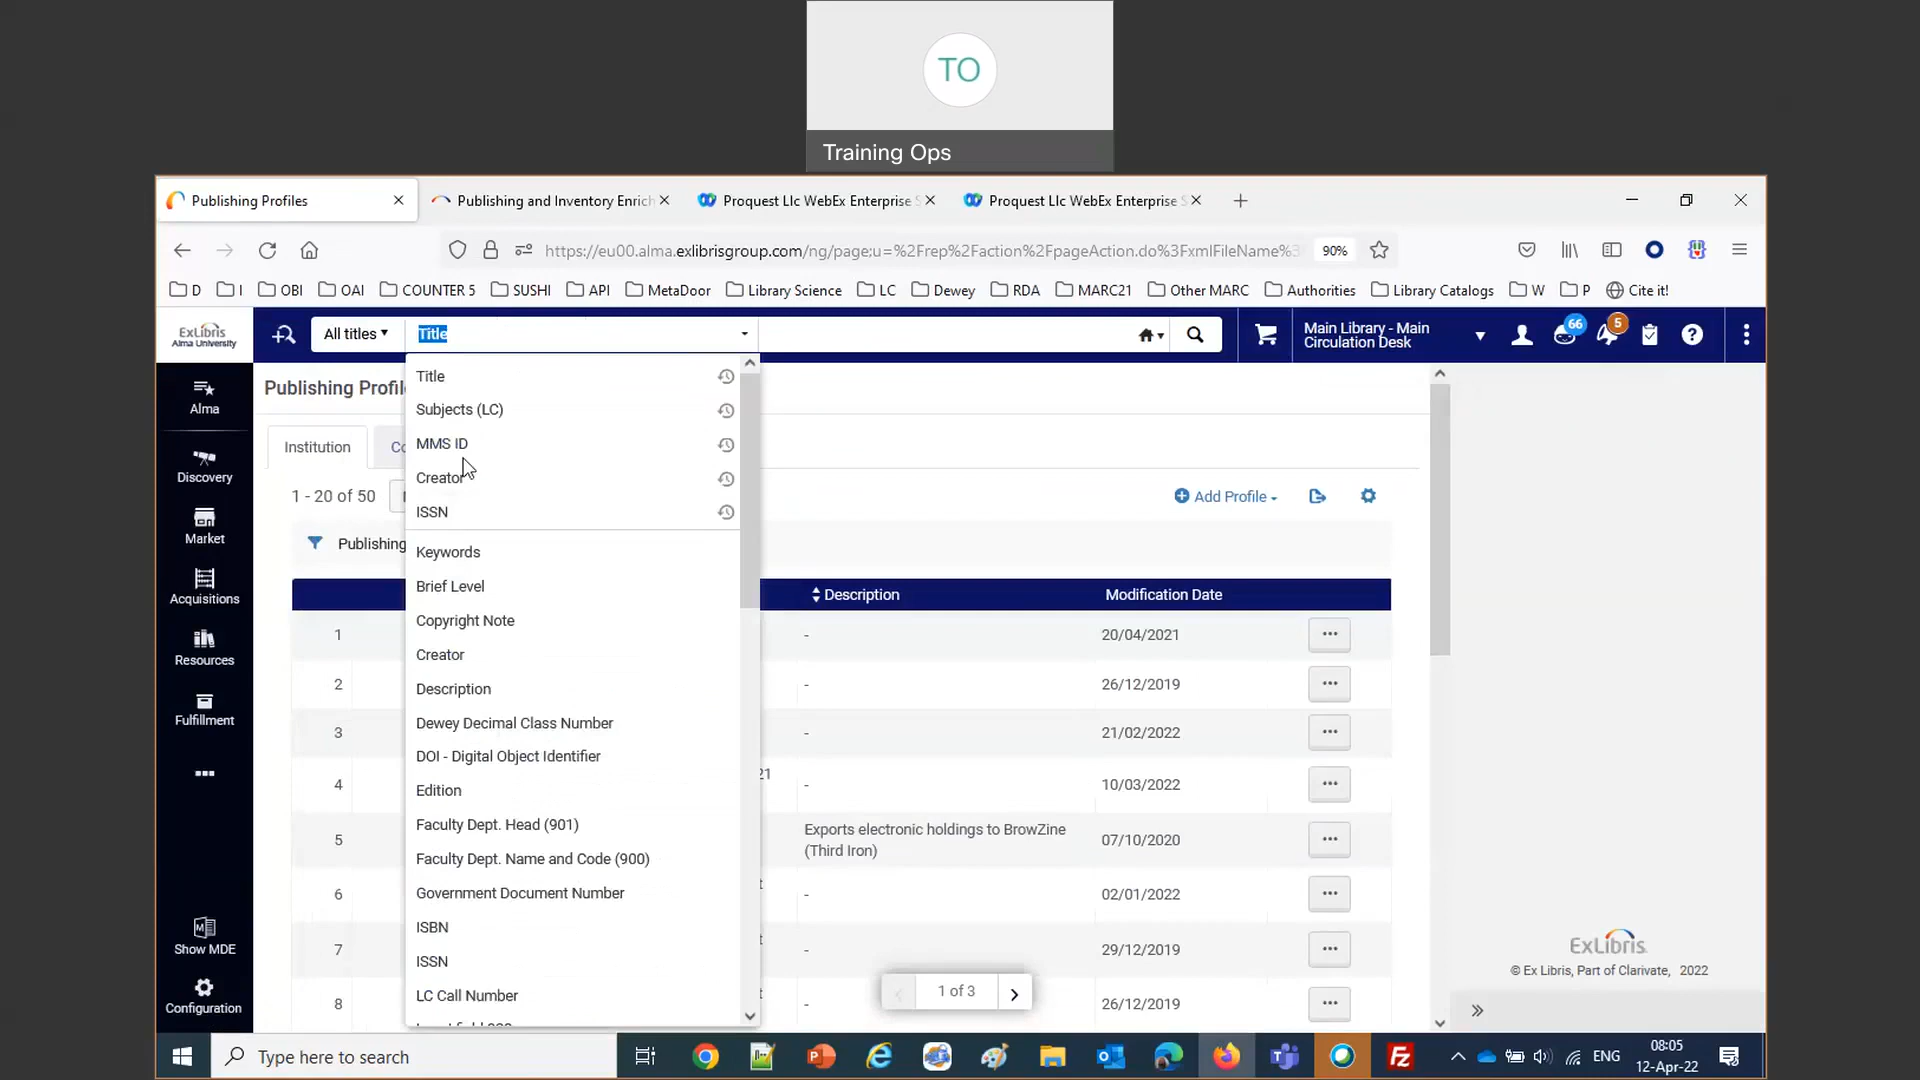 TO
Training Ops
Publishing Profiles
Publishing and Inventory Enrich
Proquest Llc WebEx Enterprise S
Proquest Llc WebEx Enterprise S
https://eu00.alma.exlibrisgroup.com/ng/page;u=%2Frep%2Faction%2FpageAction.do%3FxmlFileName%3
90%
D
I
OBI
OAI
COUNTER 5
SUSHI
API
MetaDoor
Library Science
LC
Dewey
RDA
MARC21
Other MARC
Authorities
Library Catalogs
W
P
Cite it!
ExLibris
Alma University
All titles
Title
Main Library - Main
Circulation Desk
66
5
Alma
Discovery
Market
Acquisitions
Resources
Fulfillment
Show MDE
Configuration
Publishing Profil
Institution
Co
1 - 20 of 50
Add Profile
Publishing
Title
Subjects (LC)
MMS ID
Creator
ISSN
Keywords
Brief Level
Copyright Note
Creator
Description
Dewey Decimal Class Number
DOI - Digital Object Identifier
Edition
Faculty Dept. Head (901)
Faculty Dept. Name and Code (900)
Government Document Number
ISBN
ISSN
LC Call Number
Description
Modification Date
1 - 20/04/2021
2 - 26/12/2019
3 - 21/02/2022
4 21 - 10/03/2022
5 Exports electronic holdings to BrowZine
(Third Iron) 07/10/2020
6 t - 02/01/2022
7 t - 29/12/2019
8 t - 26/12/2019
1 of 3
ExLibris
© Ex Libris, Part of Clarivate, 2022
Type here to search
ENG
08:05
12-Apr-22